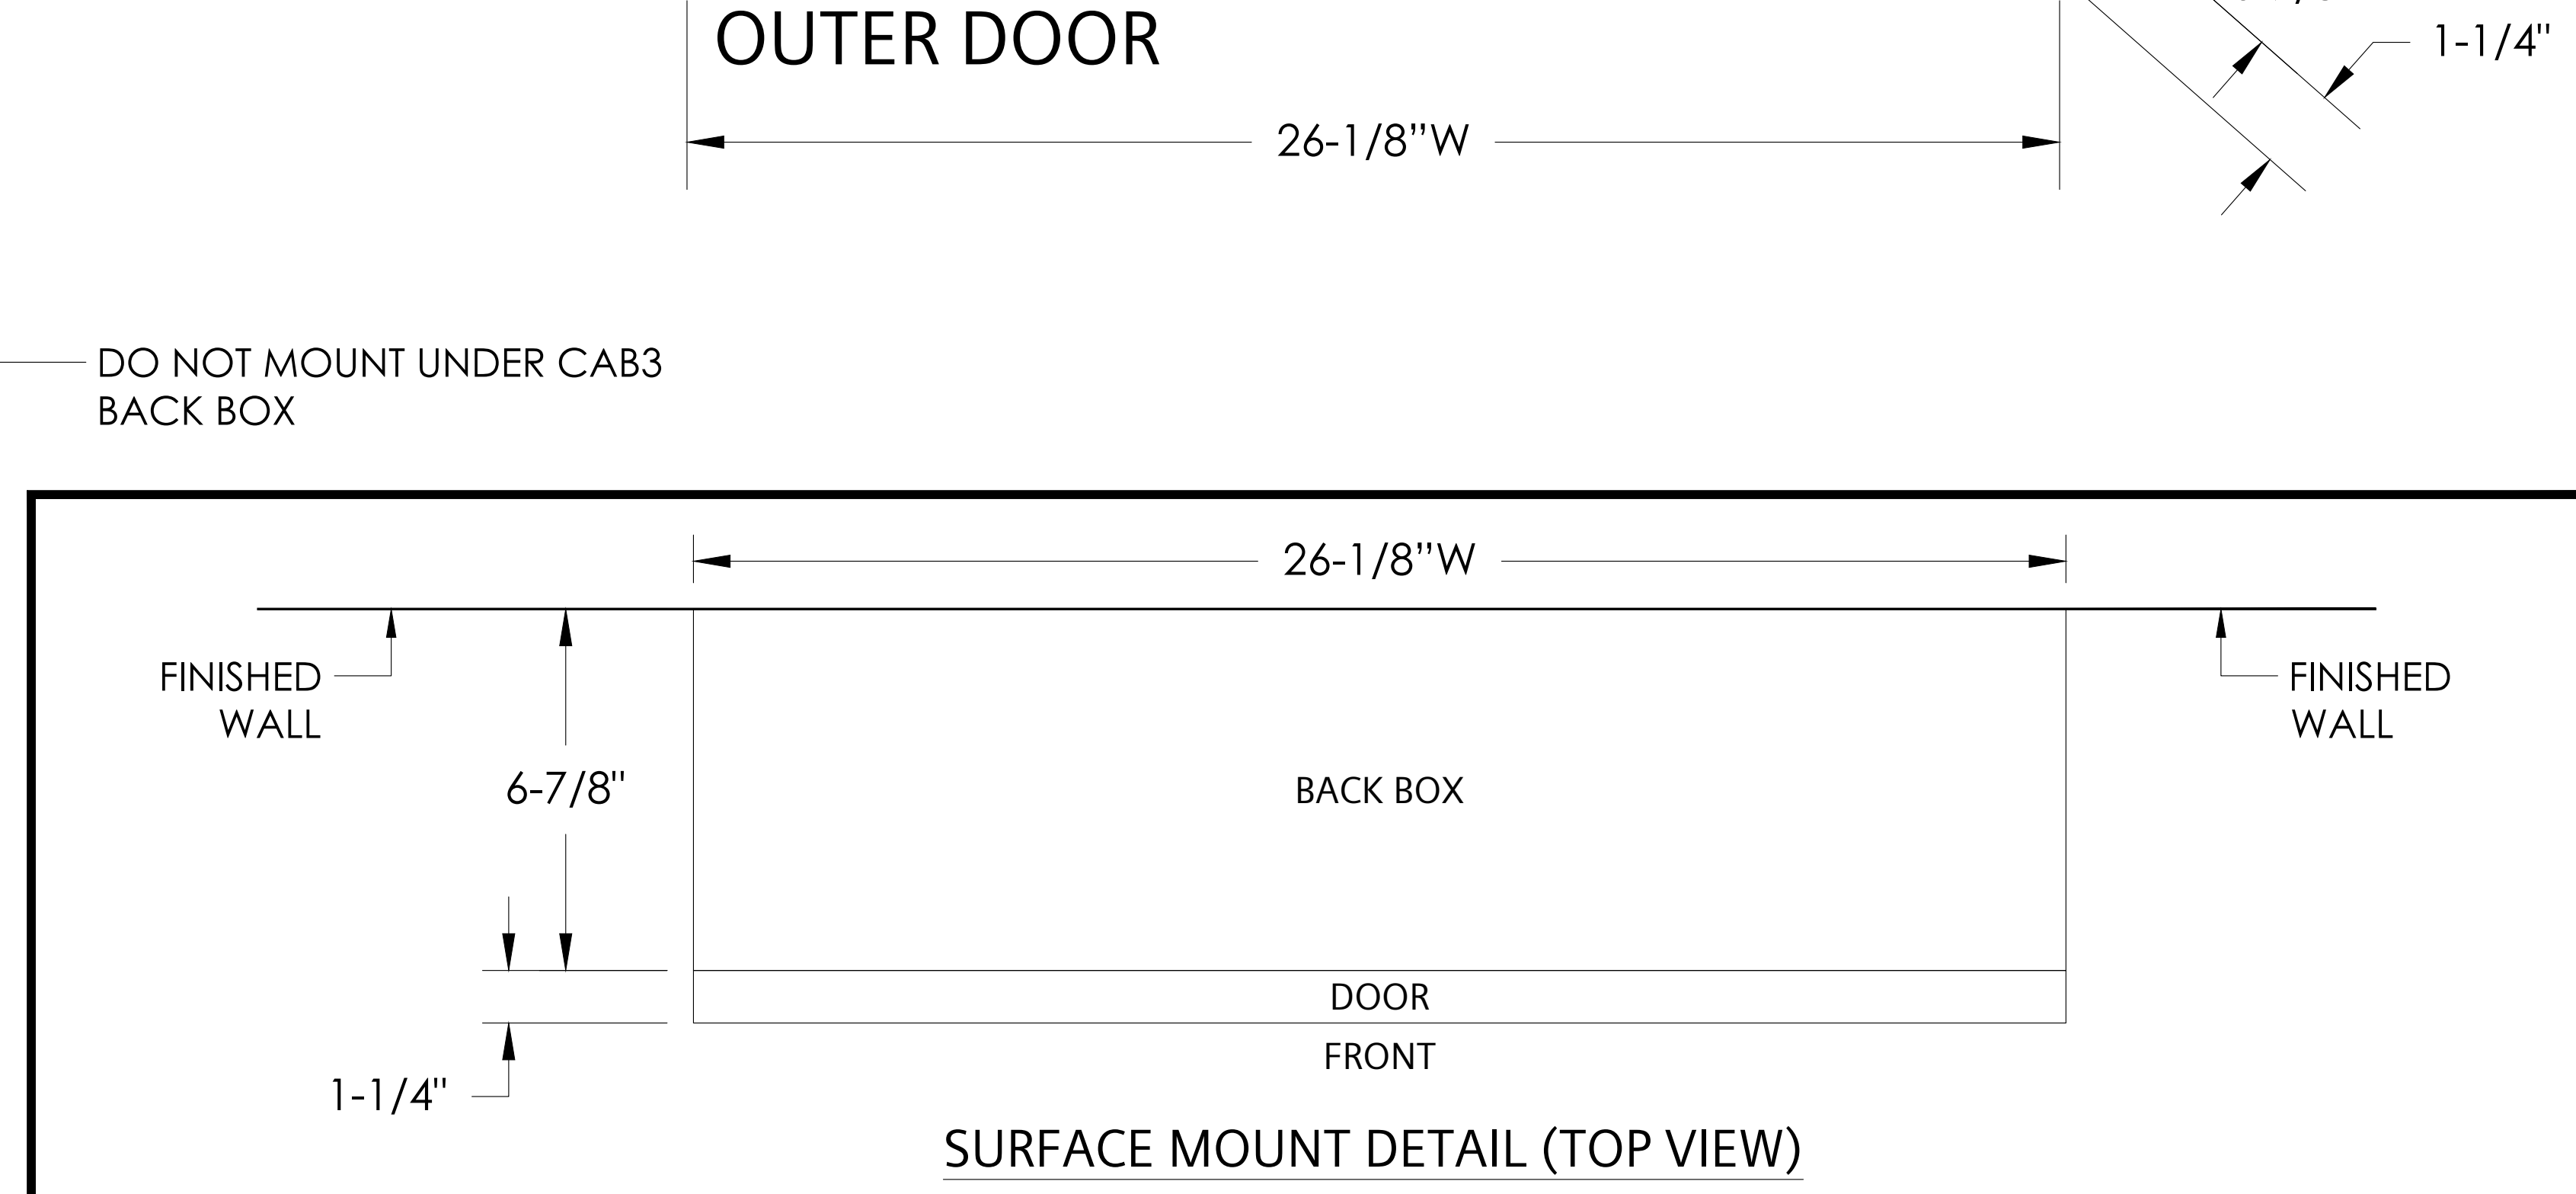 OUTER DOOR
1-1/4"
26-1/8”W
DO NOT MOUNT UNDER CAB3
BACK BOX
26-1/8”W
FINISHED
WALL
FINISHED
WALL
6-7/8"
BACK BOX
DOOR
FRONT
1-1/4"
SURFACE MOUNT DETAIL (TOP VIEW)